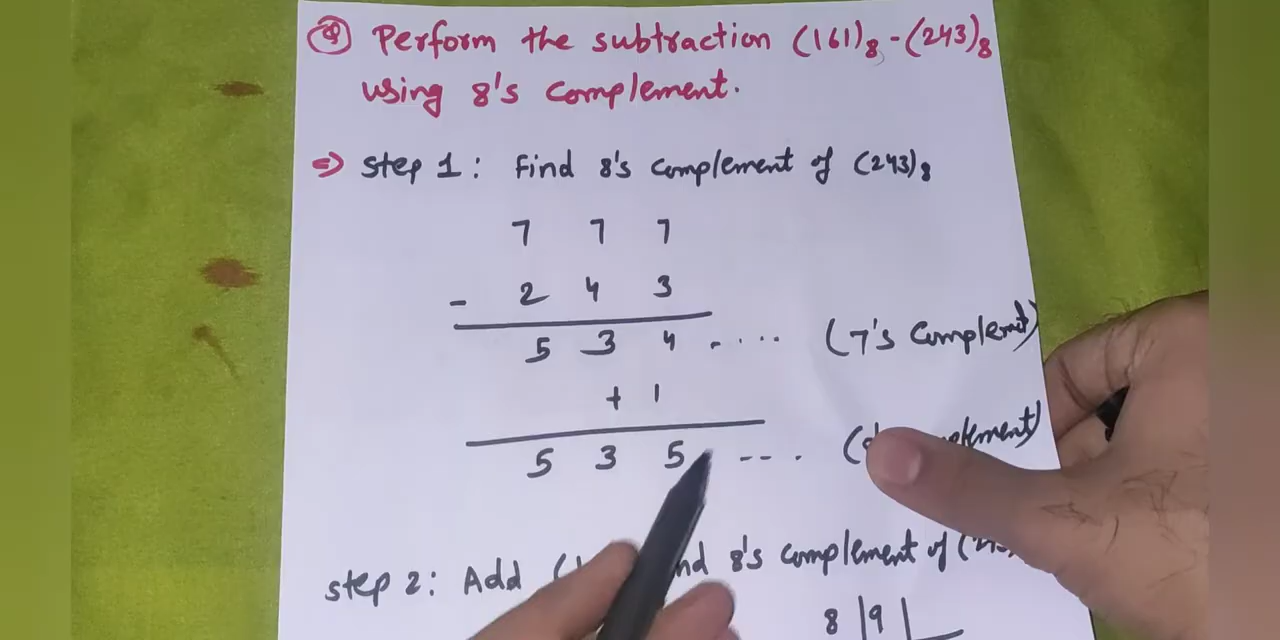 Q Perform the subtraction (161)8 - (243)8
using 8's complement.
⇒ Step 1: Find 8's complement of (243)8
7 7 7
- 2 4 3
5 3 4 ..... (7's Complement)
+ 1
5 3 5 ---.
Step 2: Add 8's complement of
8 |9|